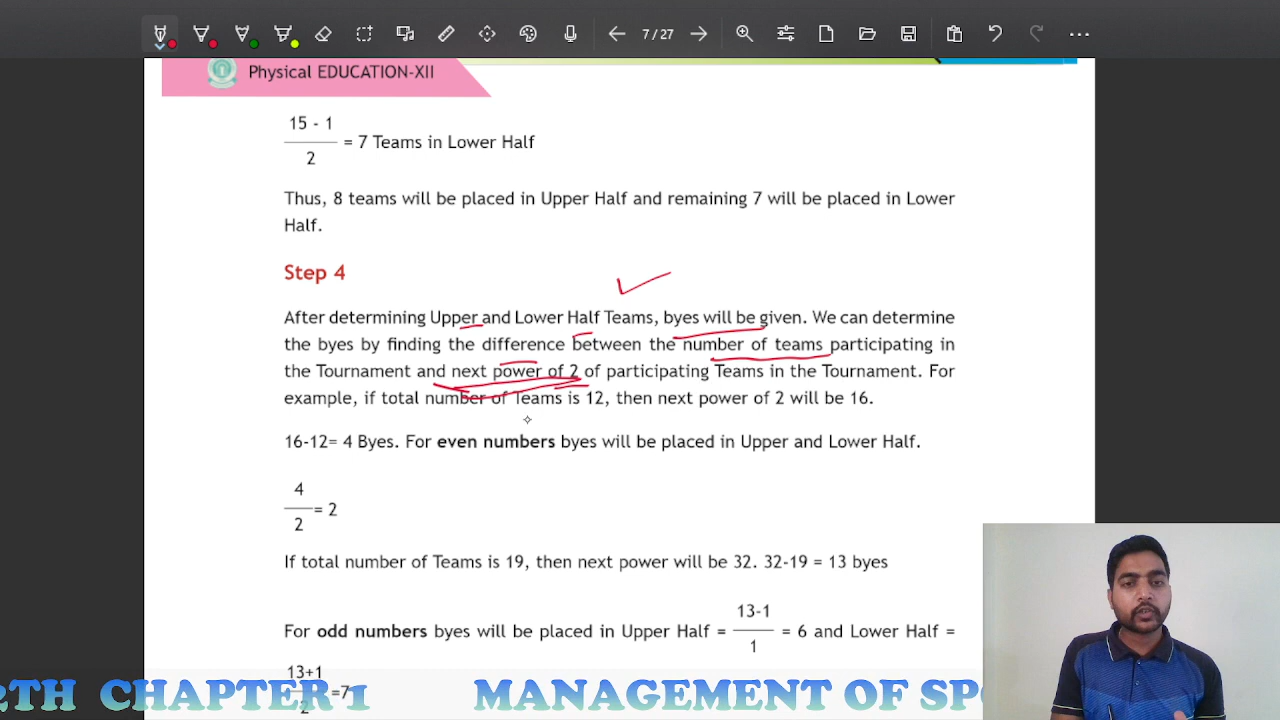 7 / 27
Physical EDUCATION-XII
15 - 1
2
= 7 Teams in Lower Half
Thus, 8 teams will be placed in Upper Half and remaining 7 will be placed in Lower
Half.
Step 4
After determining Upper and Lower Half Teams, byes will be given. We can determine
the byes by finding the difference between the number of teams participating in
the Tournament and next power of 2 of participating Teams in the Tournament. For
example, if total number of Teams is 12, then next power of 2 will be 16.
16-12= 4 Byes. For even numbers byes will be placed in Upper and Lower Half.
4
2
= 2
If total number of Teams is 19, then next power will be 32. 32-19 = 13 byes
13-1
For odd numbers byes will be placed in Upper Half = = 6 and Lower Half =
1
13+1
2
=7
2TH CHAPTER 1 MANAGEMENT OF SP